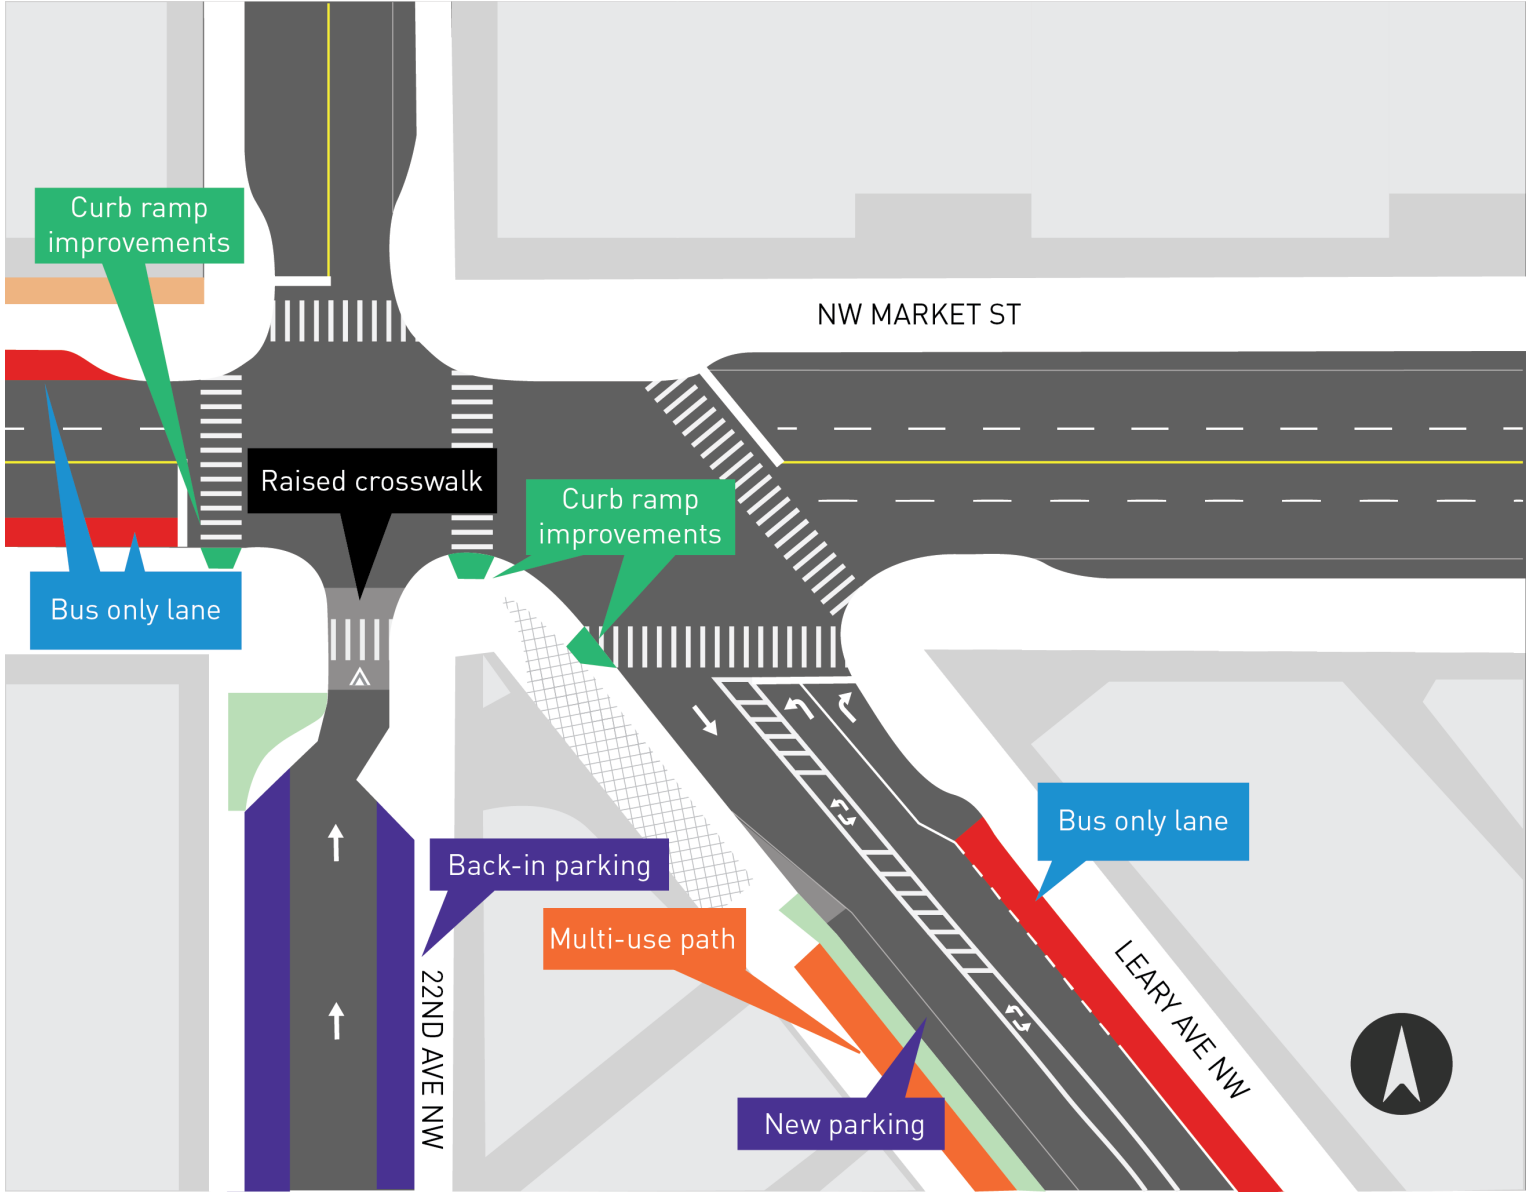 Curb ramp
improvements
NW MARKET ST
Raised crosswalk
Curb ramp
improvements
Bus only lane
Bus only lane
Back-in parking
Multi-use path
22ND AVE NW
LEARY AVE NW
New parking